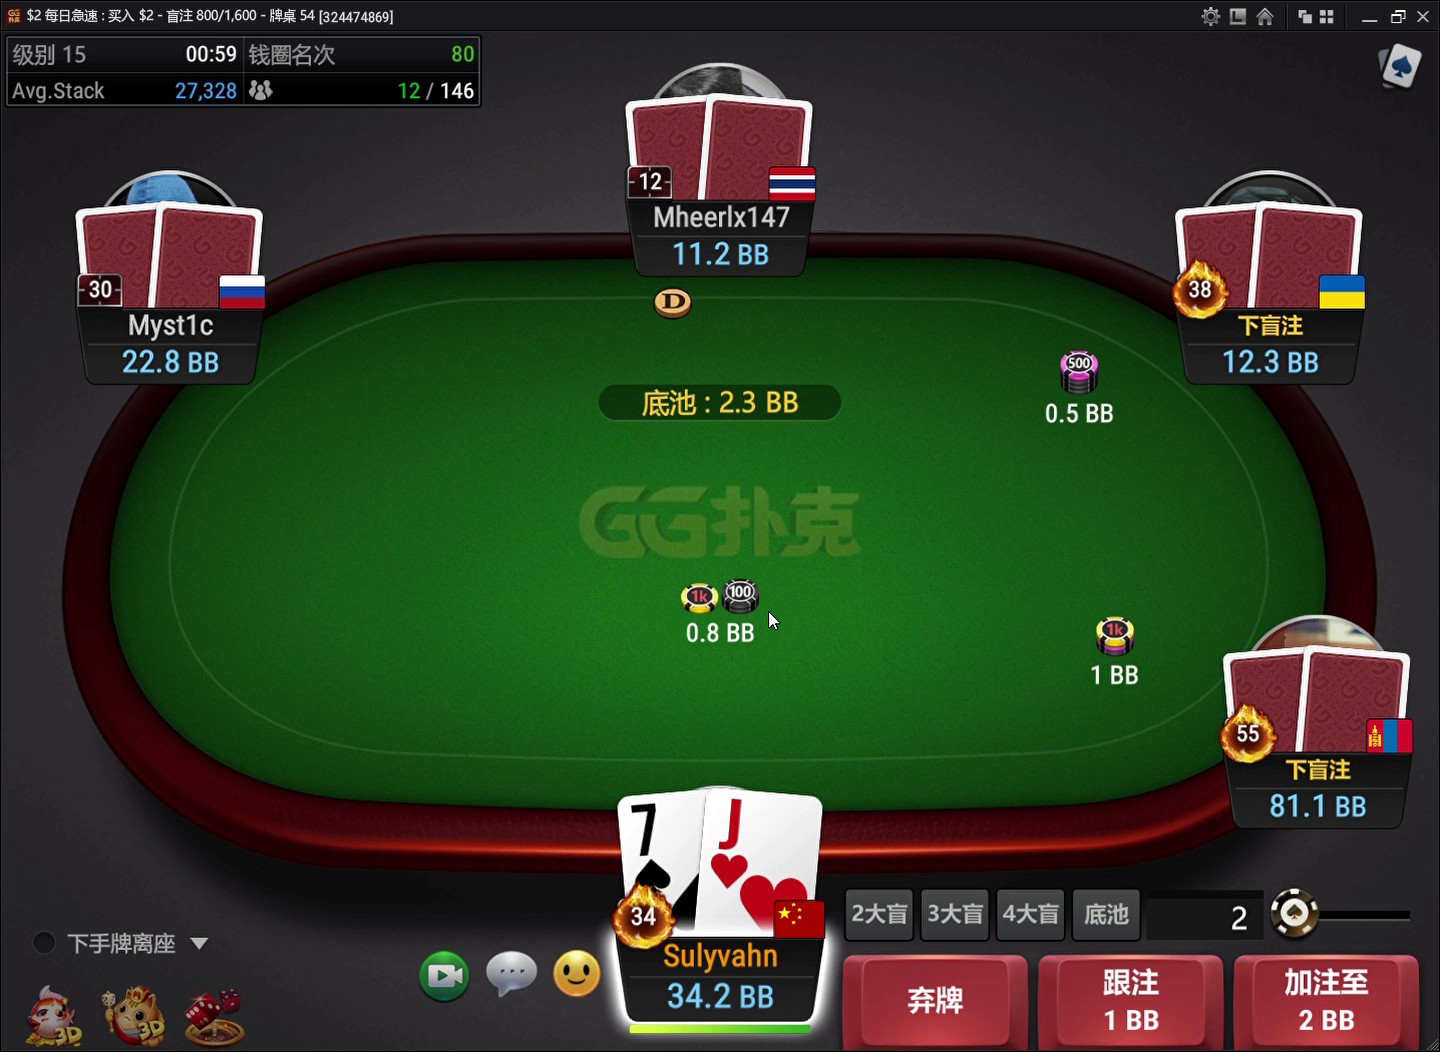 $2 每日急速 : 买入 $2 - 盲注 800/1,600 - 牌桌 54 [324474869]
级别 15 00:59 钱圈名次 80
Avg.Stack 27,328 12 / 146
12
Mheerlx147
11.2 BB
30
Myst1c
22.8 BB
38
下盲注
12.3 BB
D
底池 : 2.3 BB
500
0.5 BB
GG扑克
1k 100
0.8 BB
1k
1 BB
55
下盲注
81.1 BB
7 J
34
Sulyvahn
34.2 BB
2大盲 3大盲 4大盲 底池 2
下手牌离座
3D 3D
弃牌
跟注
1 BB
加注至
2 BB